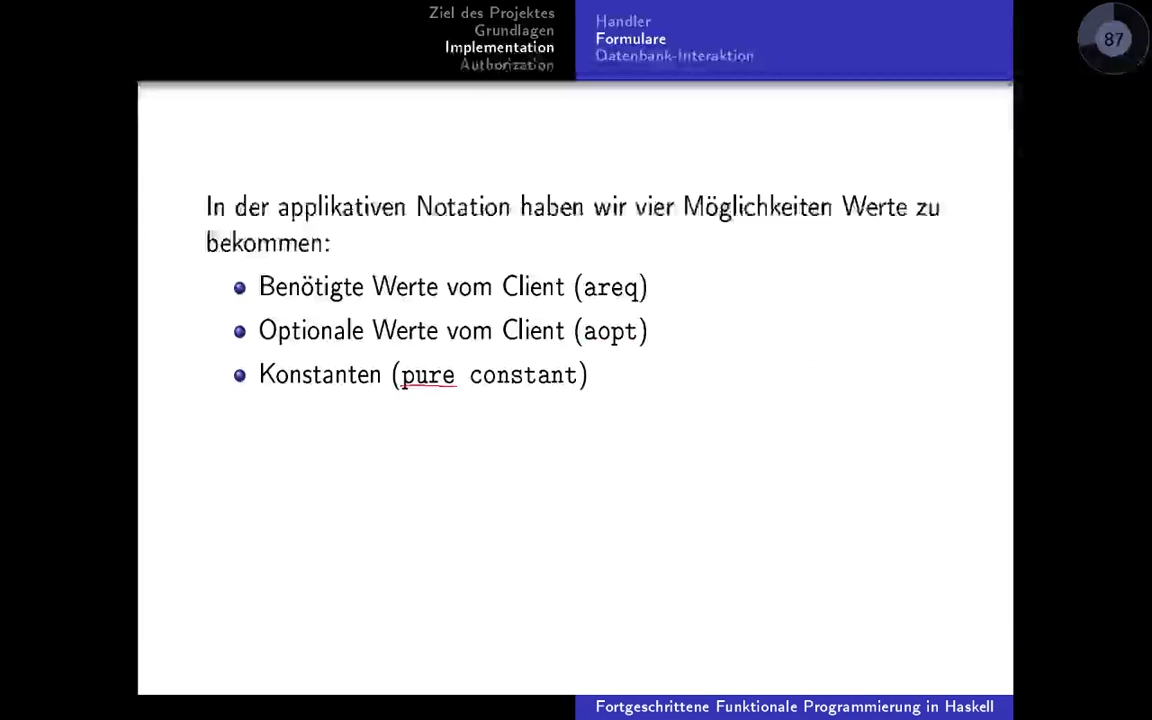 Ziel des Projektes
Grundlagen
Implementation
Authorization
Handler
Formulare
Datenbank-Interaktion
87
In der applikativen Notation haben wir vier Möglichkeiten Werte zu
bekommen:
Benötigte Werte vom Client (areq)
Optionale Werte vom Client (aopt)
Konstanten (pure constant)
Fortgeschrittene Funktionale Programmierung in Haskell